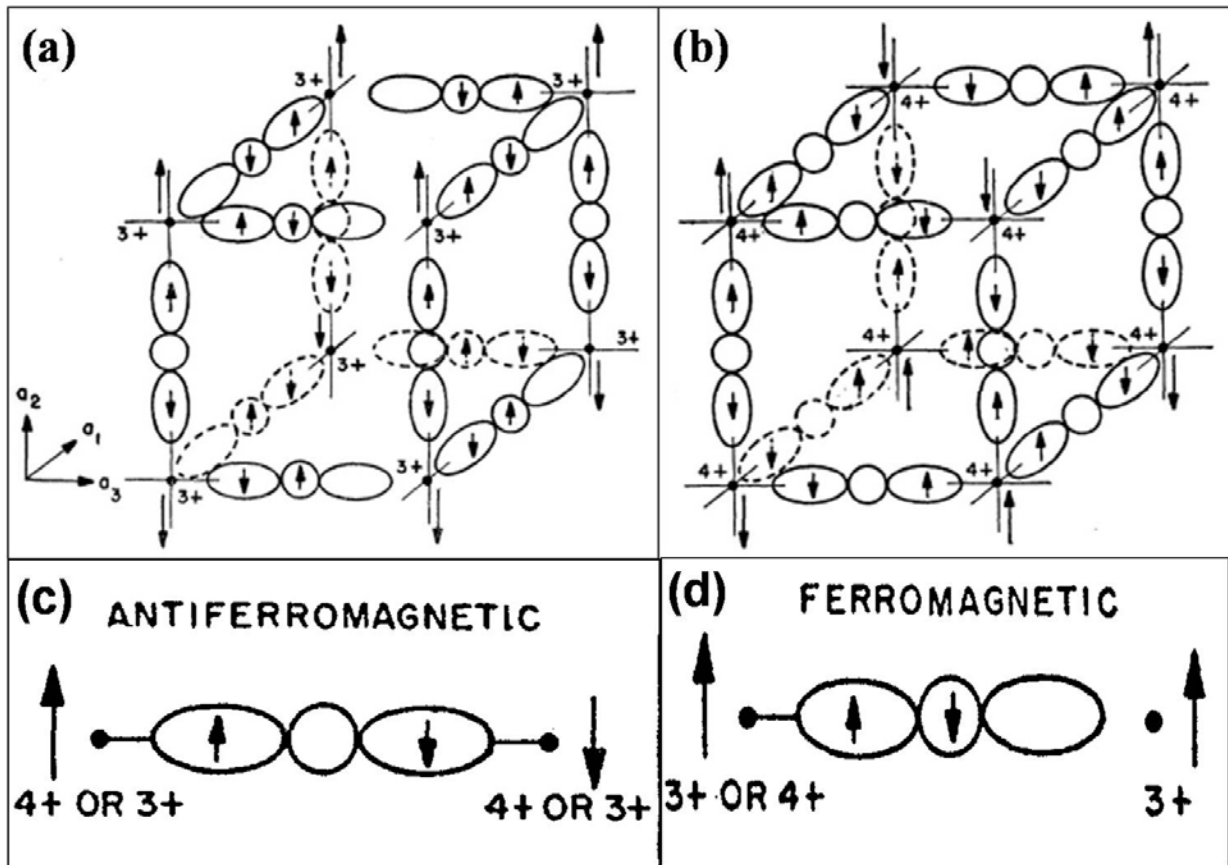 (a)
3+
3+
3+
3+
3+
3+
3+
3+
a₂
a₁
a₃
(b)
4+
4+
4+
4+
4+
4+
4+
4+
(c)
ANTIFERROMAGNETIC
4+ OR 3+
4+ OR 3+
(d)
FERROMAGNETIC
3+ OR 4+
3+